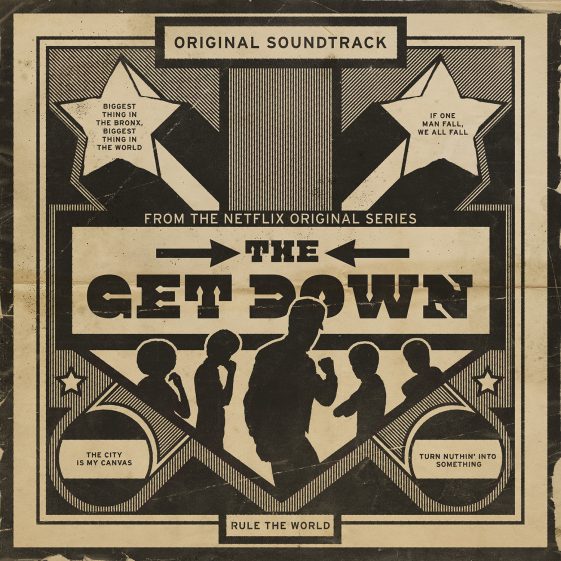 ORIGINAL SOUNDTRACK
BIGGEST
THING IN
THE BRONX,
BIGGEST
THING IN
THE WORLD
IF ONE
MAN FALL,
WE ALL FALL
FROM THE NETFLIX ORIGINAL SERIES
THE
GET DOWN
THE CITY
IS MY CANVAS
TURN NUTHIN' INTO
SOMETHING
RULE THE WORLD